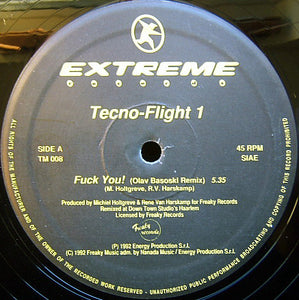 EXTREME
records
Tecno-Flight 1
SIDE A
TM 008
45 RPM
SIAE
Fuck You! (Olav Basoski Remix) 5.35
(M. Holtgreve, R.V. Harskamp)
Produced by Michiel Holtgreve & Rene Van Harskamp for Freaky Records
Remixed at Down Town Studio's Haarlem
Licensed by Freaky Records
Freaky
records
(P) 1992 Energy Production S.r.l.
(C) 1992 Freaky Music adm. by Nanada Music/ Energy Production S.r.l.
ALL RIGHTS OF THE MANUFACTURER AND OF THE OWNER OF THE RECORDED WORK RESERVED - UNAUTHORIZED PUBLIC PERFORMANCE BROADCASTING AND COPYING OF THIS RECORD PROHIBITED